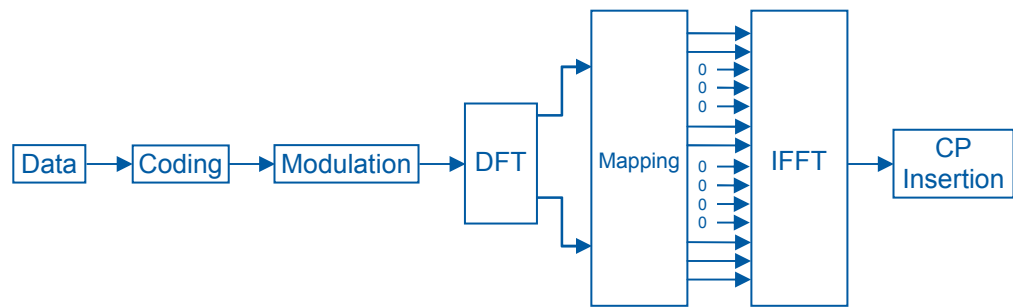 Data
Coding
Modulation
DFT
Mapping
0
0
0
0
0
0
0
IFFT
CP
Insertion